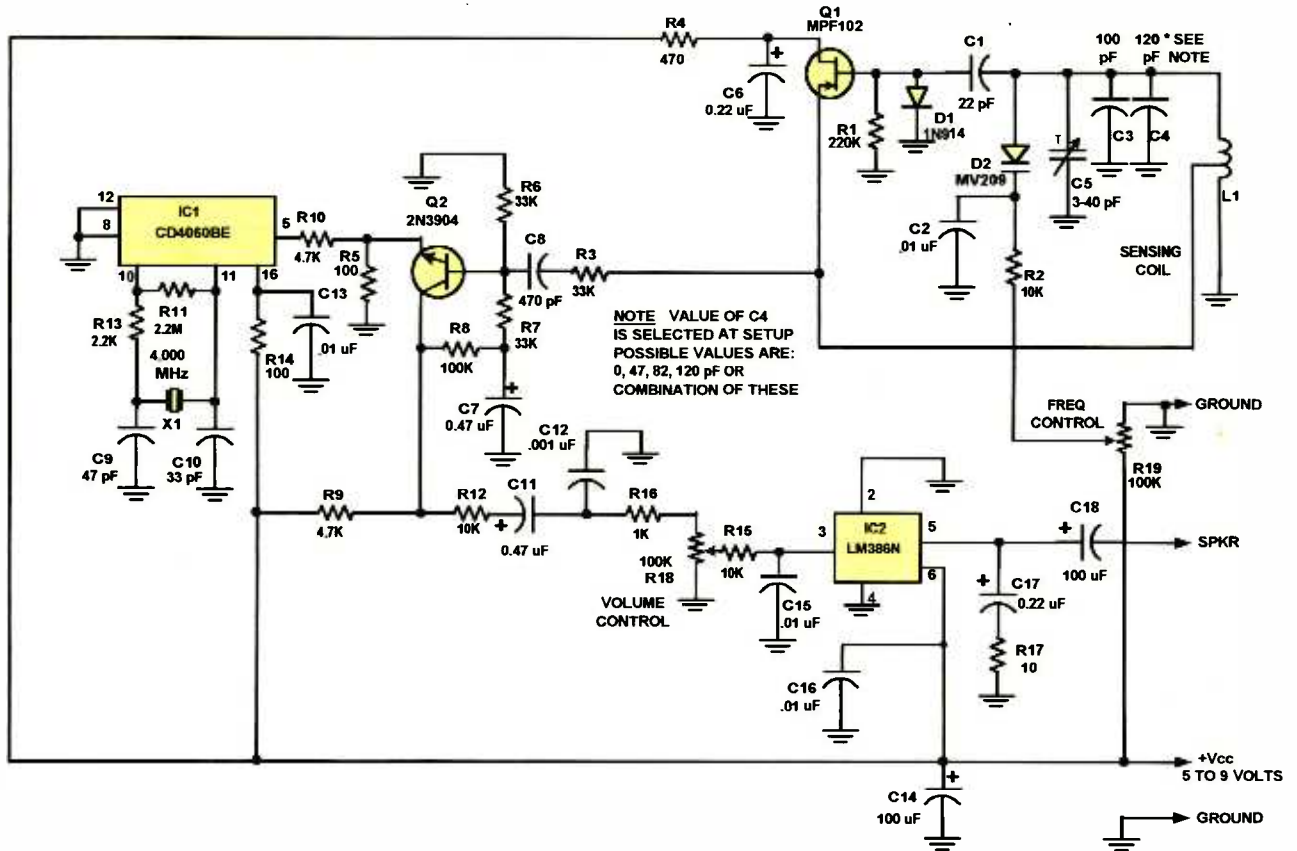 Q1
MPF102
R4
470
C6
0.22 uF
R1
220K
D1
1N914
C1
22 pF
100
pF
120 * SEE
pF NOTE
C3
C4
D2
MV209
T
C5
3-40 pF
L1
SENSING
COIL
C2
.01 uF
R2
10K
12
8
IC1
CD4060BE
5
10
11
16
R10
4.7K
R5
100
Q2
2N3904
R6
33K
C8
470 pF
R3
33K
R7
33K
R8
100K
C7
0.47 uF
R11
2.2M
R13
2.2K
4.000
MHz
X1
C9
47 pF
C10
33 pF
R14
100
C13
.01 uF
NOTE VALUE OF C4
IS SELECTED AT SETUP
POSSIBLE VALUES ARE:
0, 47, 82, 120 pF OR
COMBINATION OF THESE
FREQ
CONTROL
GROUND
R19
100K
R9
4.7K
R12
10K
C11
0.47 uF
C12
.001 uF
R16
1K
100K
R18
VOLUME
CONTROL
R15
10K
C15
.01 uF
3
2
IC2
LM386N
5
6
4
C16
.01 uF
C17
0.22 uF
R17
10
C18
100 uF
SPKR
+Vcc
5 TO 9 VOLTS
C14
100 uF
GROUND